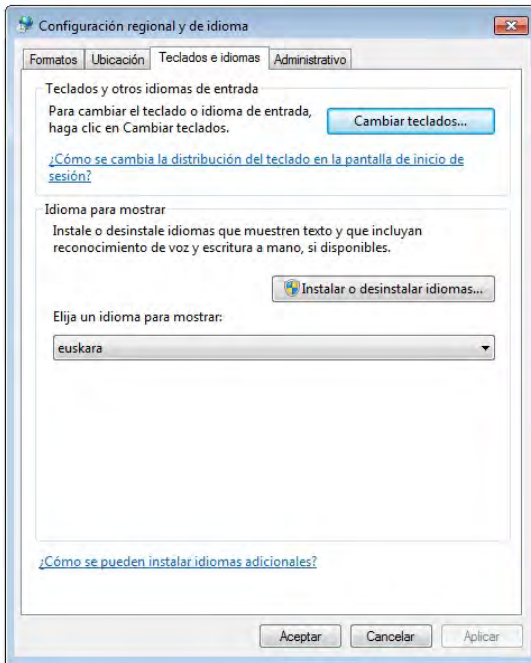 Configuración regional y de idioma
Formatos Ubicación Teclados e idiomas Administrativo
Teclados y otros idiomas de entrada
Para cambiar el teclado o idioma de entrada,
haga clic en Cambiar teclados.
Cambiar teclados...
¿Cómo se cambia la distribución del teclado en la pantalla de inicio de
sesión?
Idioma para mostrar
Instale o desinstale idiomas que muestren texto y que incluyan
reconocimiento de voz y escritura a mano, si disponibles.
Instalar o desinstalar idiomas...
Elija un idioma para mostrar:
euskara
¿Cómo se pueden instalar idiomas adicionales?
Aceptar Cancelar Aplicar